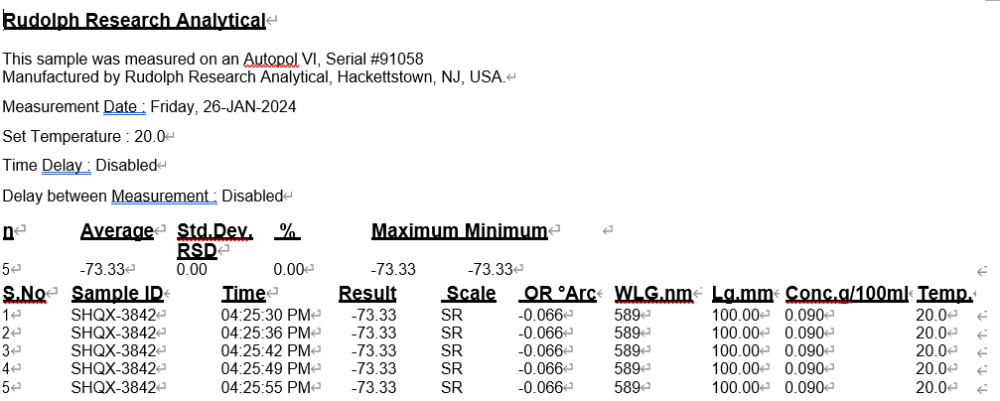 Rudolph Research Analytical
This sample was measured on an Autopol VI, Serial #91058
Manufactured by Rudolph Research Analytical, Hackettstown, NJ, USA.
Measurement Date : Friday, 26-JAN-2024
Set Temperature : 20.0
Time Delay : Disabled
Delay between Measurement : Disabled
n Average Std.Dev. % Maximum Minimum
RSD
5 -73.33 0.00 0.00 -73.33 -73.33
S.No Sample ID Time Result Scale OR °Arc WLG.nm Lg.mm Conc.g/100ml Temp.
1 SHQX-3842 04:25:30 PM -73.33 SR -0.066 589 100.00 0.090 20.0
2 SHQX-3842 04:25:36 PM -73.33 SR -0.066 589 100.00 0.090 20.0
3 SHQX-3842 04:25:42 PM -73.33 SR -0.066 589 100.00 0.090 20.0
4 SHQX-3842 04:25:49 PM -73.33 SR -0.066 589 100.00 0.090 20.0
5 SHQX-3842 04:25:55 PM -73.33 SR -0.066 589 100.00 0.090 20.0